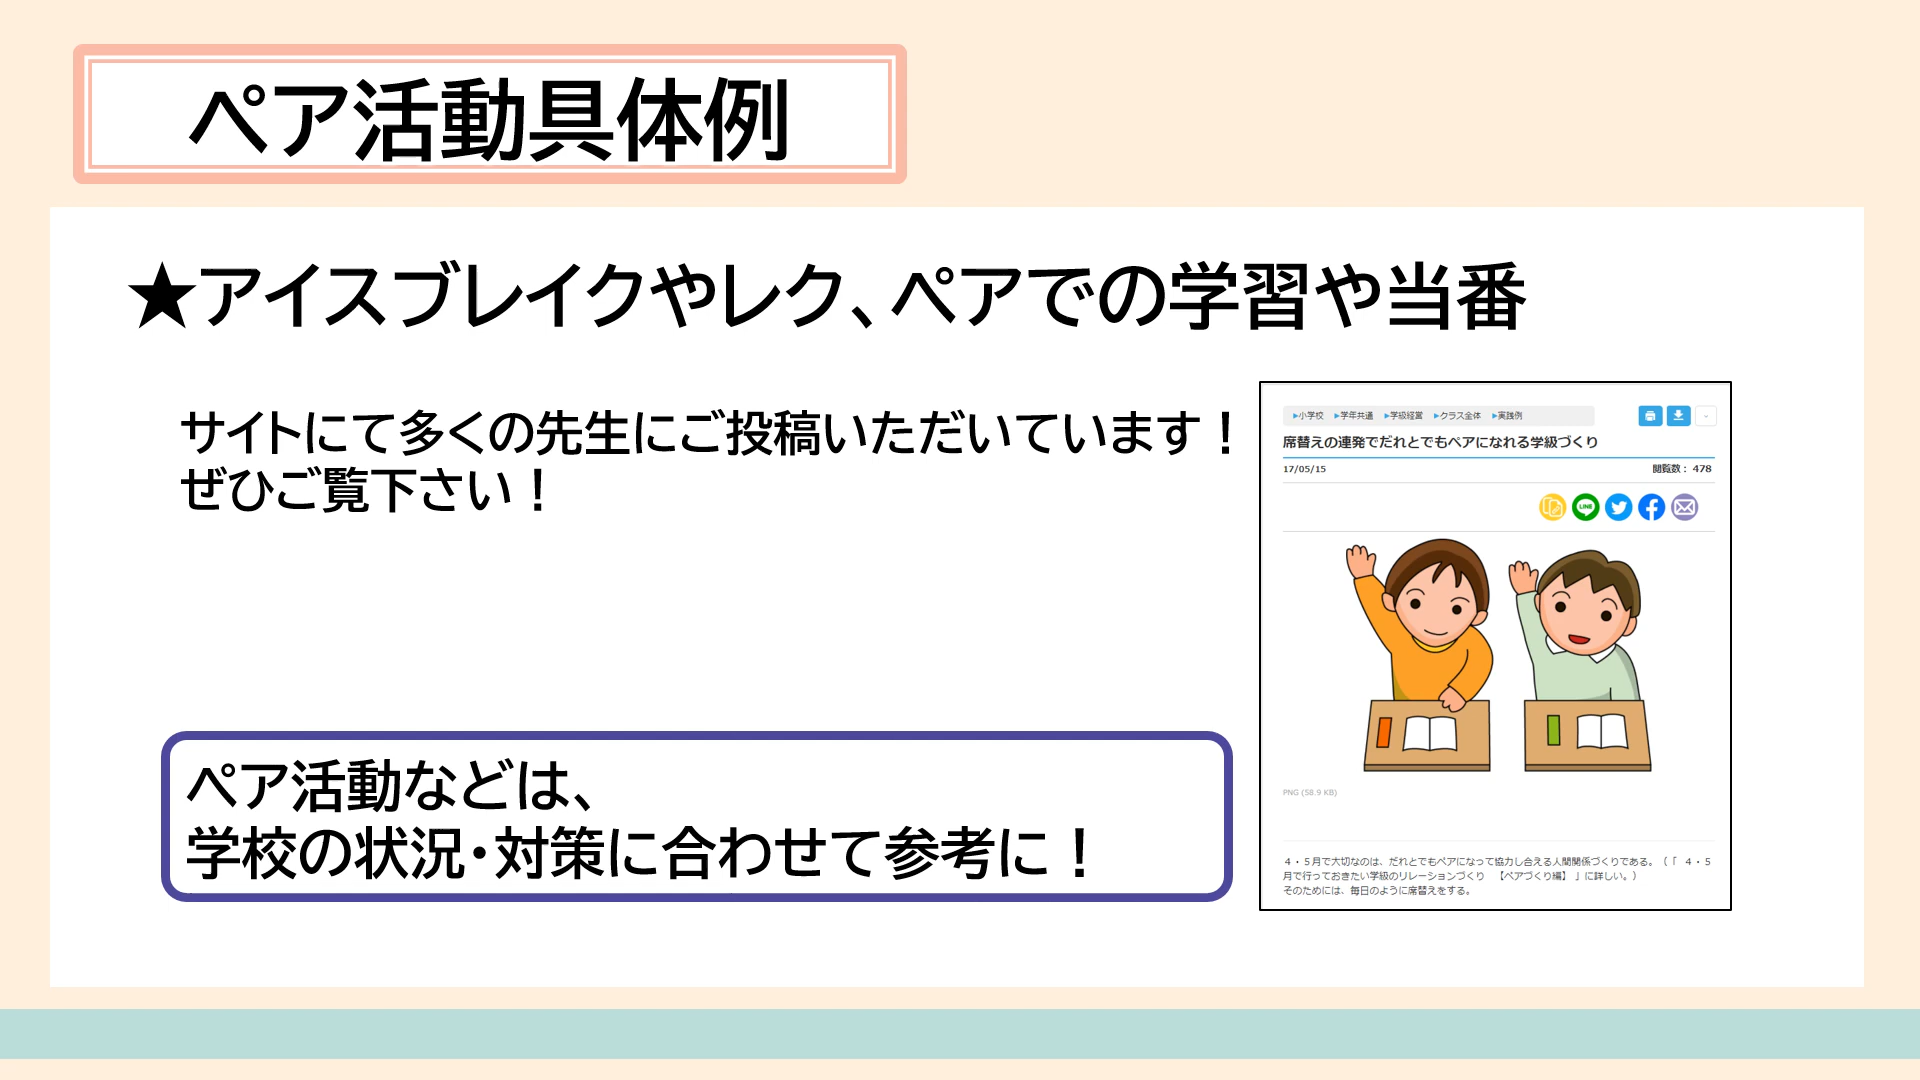 ペア活動具体例
★アイスブレイクやレク、ペアでの学習や当番
サイトにて多くの先生にご投稿いただいています！
ぜひご覧下さい！
ペア活動などは、
学校の状況・対策に合わせて参考に！
▶小学校 ▶学年共通 ▶学級経営 ▶クラス全体 ▶実践例
席替えの連発でだれとでもペアになれる学級づくり
17/05/15 閲覧数： 478
LINE
PNG (58.9 KB)
４・５月で大切なのは、だれとでもペアになって協力し合える人間関係づくりである。（「 ４・５
月で行っておきたい学級のリレーションづくり 【ペアづくり編】 」に詳しい。）
そのためには、毎日のように席替えをする。